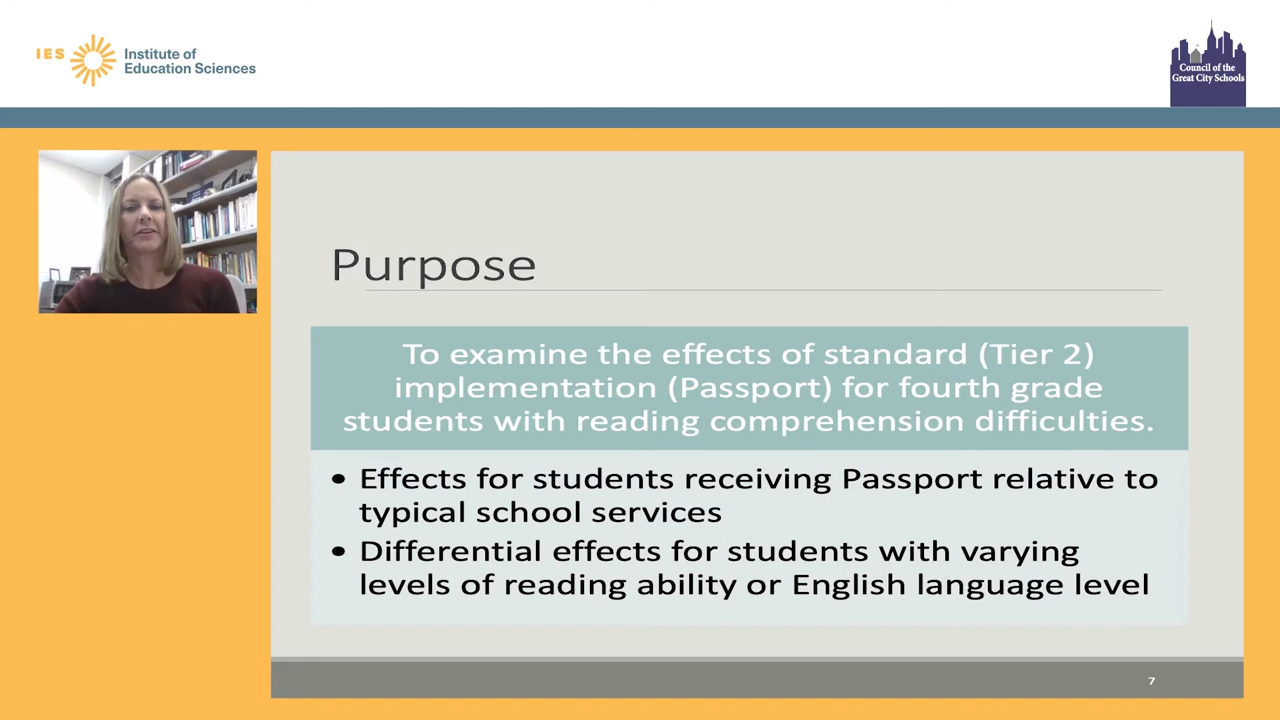 IES
Institute of
Education Sciences
Council of the
Great City Schools
Purpose
To examine the effects of standard (Tier 2)
implementation (Passport) for fourth grade
students with reading comprehension difficulties.
• Effects for students receiving Passport relative to
typical school services
• Differential effects for students with varying
levels of reading ability or English language level
7